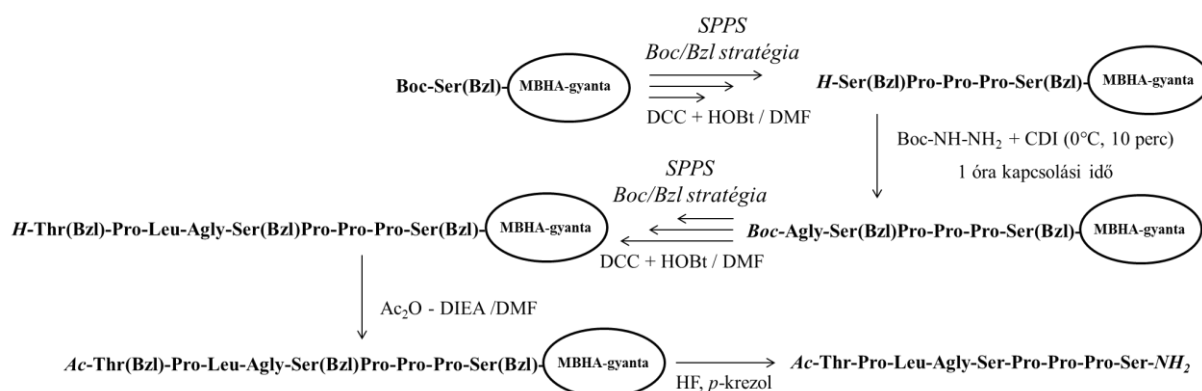 SPPS
Boc/Bzl stratégia
Boc-Ser(Bzl)-MBHA-gyanta
DCC + HOBt / DMF
H-Ser(Bzl)Pro-Pro-Pro-Ser(Bzl)-MBHA-gyanta
Boc-NH-NH₂ + CDI (0°C, 10 perc)
1 óra kapcsolási idő
SPPS
Boc/Bzl stratégia
H-Thr(Bzl)-Pro-Leu-Agly-Ser(Bzl)Pro-Pro-Pro-Ser(Bzl)-MBHA-gyanta
DCC + HOBt / DMF
Boc-Agly-Ser(Bzl)Pro-Pro-Pro-Ser(Bzl)-MBHA-gyanta
Ac₂O - DIEA /DMF
Ac-Thr(Bzl)-Pro-Leu-Agly-Ser(Bzl)Pro-Pro-Pro-Ser(Bzl)-MBHA-gyanta
HF, p-krezol
Ac-Thr-Pro-Leu-Agly-Ser-Pro-Pro-Pro-Ser-NH₂